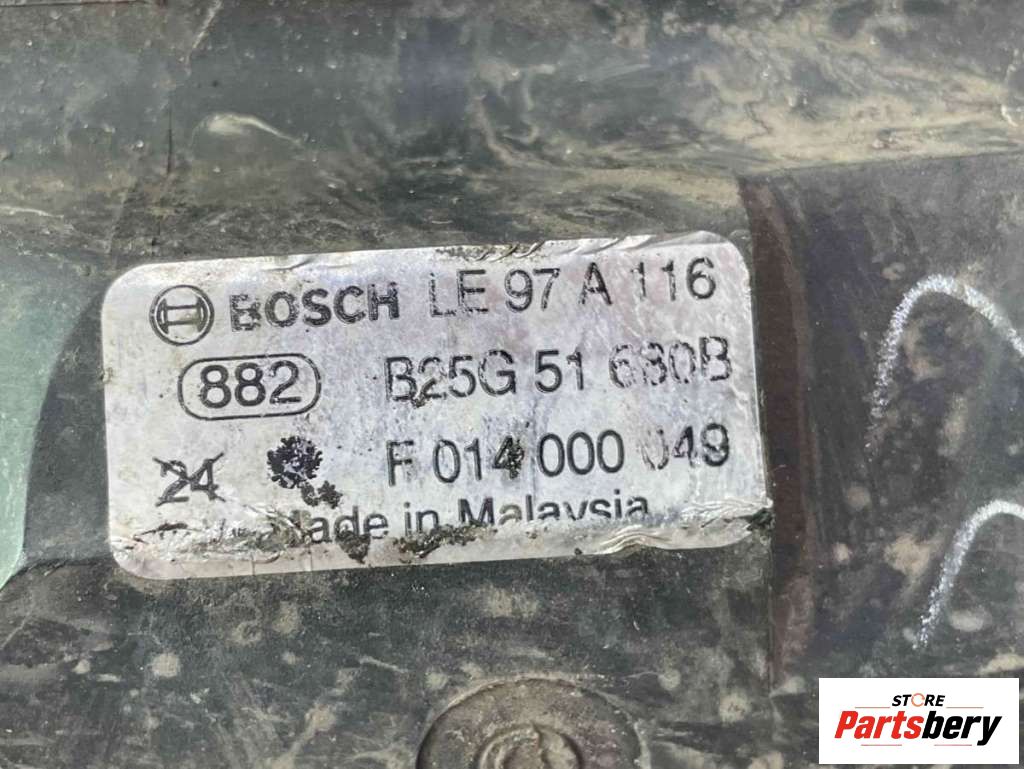 BOSCH LE 97 A 116
882 B25G 51 680B
24 F 014 000 049
Made in Malaysia
STORE
Partsbery